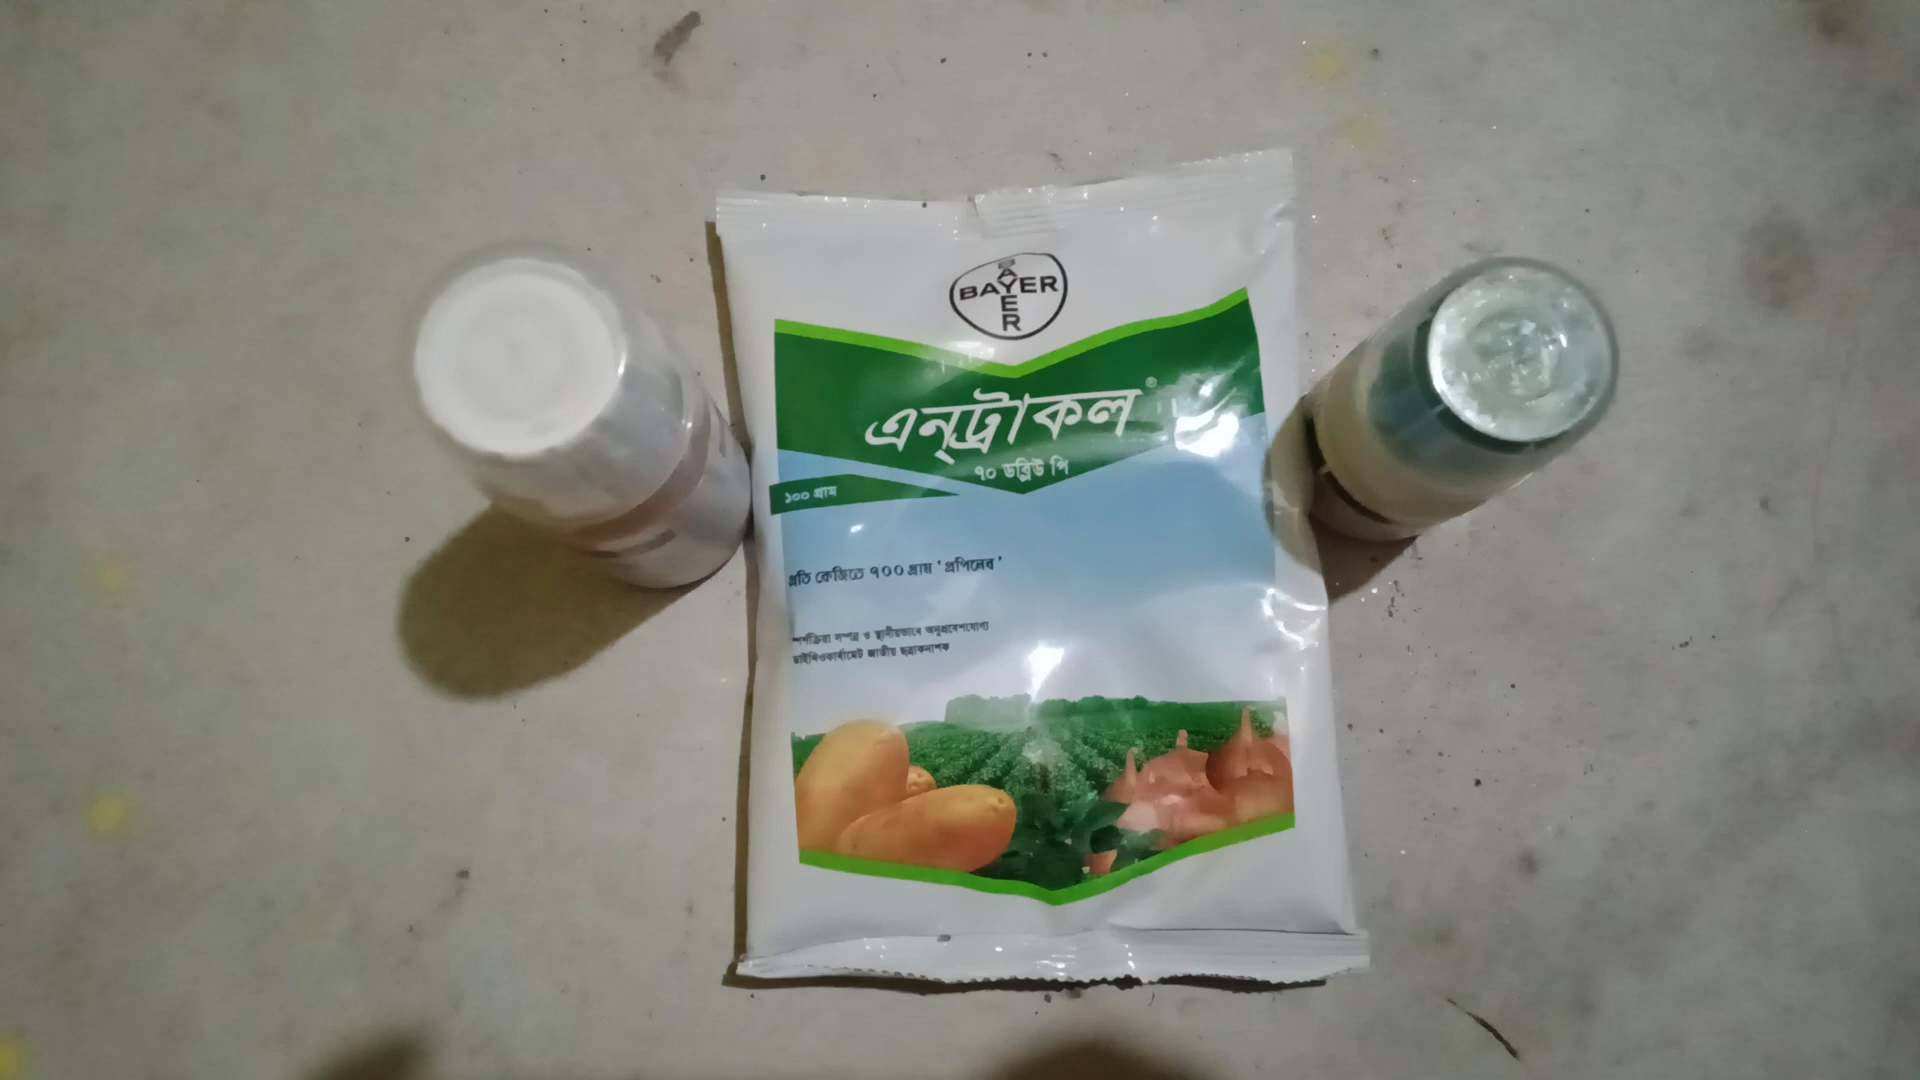 BAYER
BAYER
এন্ট্রাকল®
৭০ ডব্লিউ পি
১০০ গ্রাম
প্রতি কেজিতে ৭০০ গ্রাম 'প্রপিনেব'
স্পর্শক্রিয়া সম্পন্ন ও স্থানীয়ভাবে অনুপ্রবেশযোগ্য
ডাইথিওকার্বামেট জাতীয় ছত্রাকনাশক